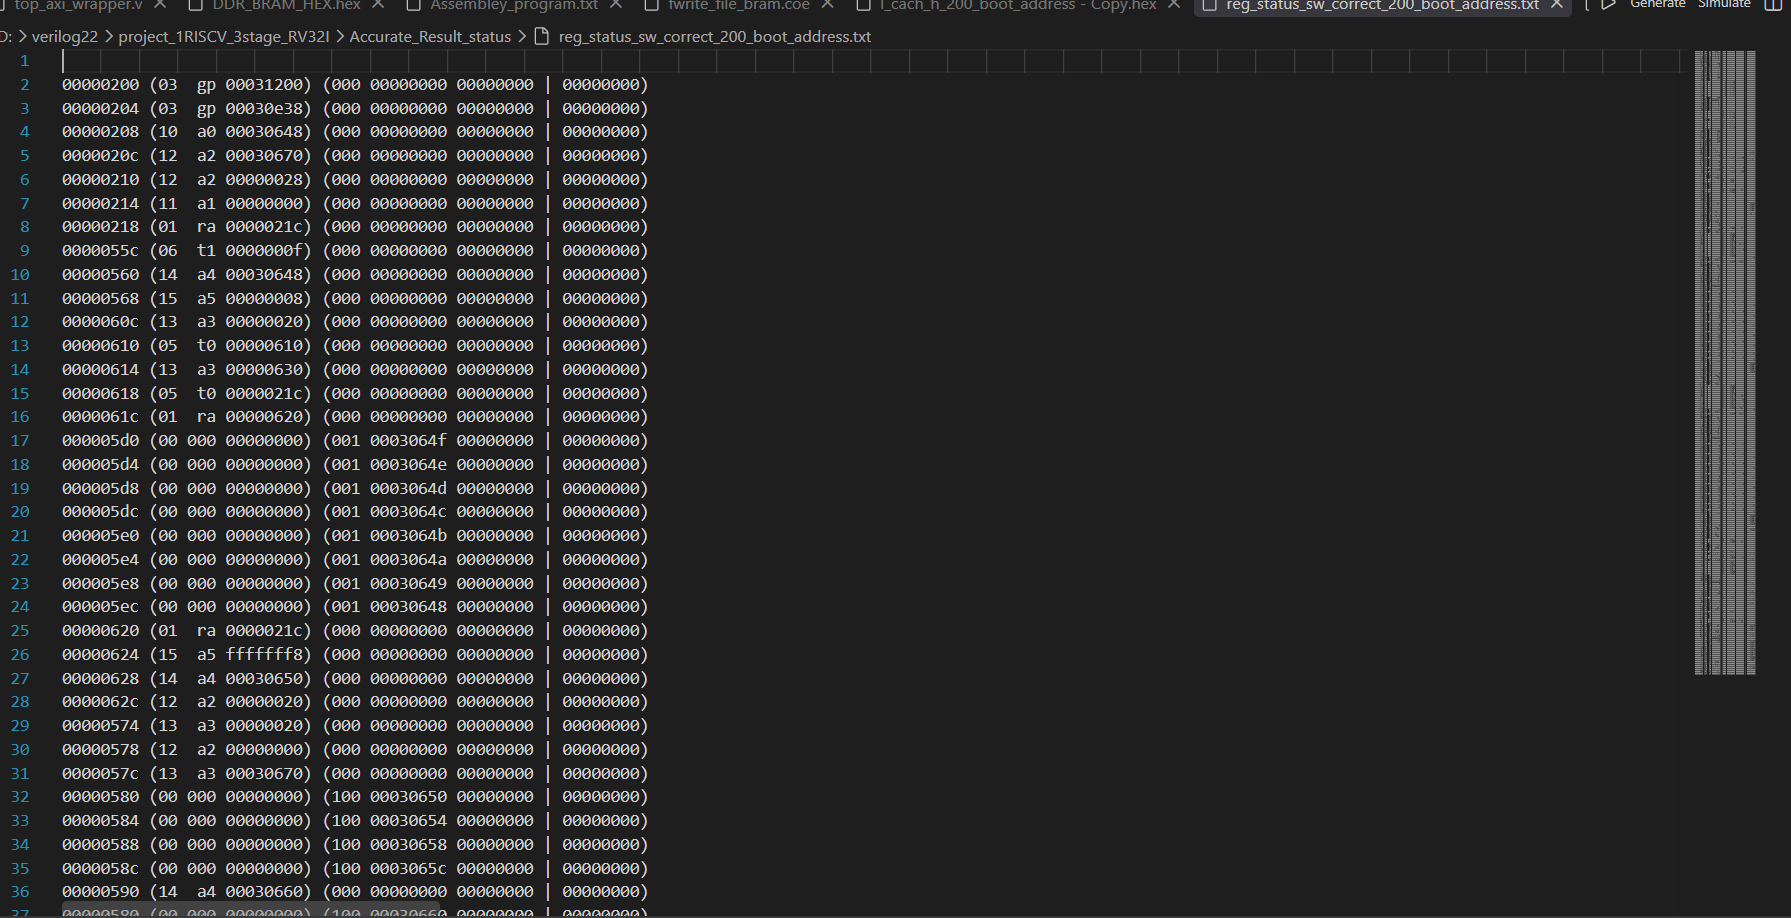 top_axi_wrapper.v DDR_BRAM_HEX.hex Assembley_program.txt fwrite_file_bram.coe I_cach_h_200_boot_address - Copy.hex reg_status_sw_correct_200_boot_address.txt Generate Simulate
D: > verilog22 > project_1RISCV_3stage_RV32I > Accurate_Result_status > reg_status_sw_correct_200_boot_address.txt
1
2 00000200 (03  gp 00031200) (000 00000000 00000000 | 00000000)
3 00000204 (03  gp 00030e38) (000 00000000 00000000 | 00000000)
4 00000208 (10  a0 00030648) (000 00000000 00000000 | 00000000)
5 0000020c (12  a2 00030670) (000 00000000 00000000 | 00000000)
6 00000210 (12  a2 00000028) (000 00000000 00000000 | 00000000)
7 00000214 (11  a1 00000000) (000 00000000 00000000 | 00000000)
8 00000218 (01  ra 0000021c) (000 00000000 00000000 | 00000000)
9 0000055c (06  t1 0000000f) (000 00000000 00000000 | 00000000)
10 00000560 (14  a4 00030648) (000 00000000 00000000 | 00000000)
11 00000568 (15  a5 00000008) (000 00000000 00000000 | 00000000)
12 0000060c (13  a3 00000020) (000 00000000 00000000 | 00000000)
13 00000610 (05  t0 00000610) (000 00000000 00000000 | 00000000)
14 00000614 (13  a3 00000630) (000 00000000 00000000 | 00000000)
15 00000618 (05  t0 0000021c) (000 00000000 00000000 | 00000000)
16 0000061c (01  ra 00000620) (000 00000000 00000000 | 00000000)
17 000005d0 (00 000 00000000) (001 0003064f 00000000 | 00000000)
18 000005d4 (00 000 00000000) (001 0003064e 00000000 | 00000000)
19 000005d8 (00 000 00000000) (001 0003064d 00000000 | 00000000)
20 000005dc (00 000 00000000) (001 0003064c 00000000 | 00000000)
21 000005e0 (00 000 00000000) (001 0003064b 00000000 | 00000000)
22 000005e4 (00 000 00000000) (001 0003064a 00000000 | 00000000)
23 000005e8 (00 000 00000000) (001 00030649 00000000 | 00000000)
24 000005ec (00 000 00000000) (001 00030648 00000000 | 00000000)
25 00000620 (01  ra 0000021c) (000 00000000 00000000 | 00000000)
26 00000624 (15  a5 fffffff8) (000 00000000 00000000 | 00000000)
27 00000628 (14  a4 00030650) (000 00000000 00000000 | 00000000)
28 0000062c (12  a2 00000020) (000 00000000 00000000 | 00000000)
29 00000574 (13  a3 00000020) (000 00000000 00000000 | 00000000)
30 00000578 (12  a2 00000000) (000 00000000 00000000 | 00000000)
31 0000057c (13  a3 00030670) (000 00000000 00000000 | 00000000)
32 00000580 (00 000 00000000) (100 00030650 00000000 | 00000000)
33 00000584 (00 000 00000000) (100 00030654 00000000 | 00000000)
34 00000588 (00 000 00000000) (100 00030658 00000000 | 00000000)
35 0000058c (00 000 00000000) (100 0003065c 00000000 | 00000000)
36 00000590 (14  a4 00030660) (000 00000000 00000000 | 00000000)
37 00000580 (00 000 00000000) (100 00030660 00000000 | 00000000)